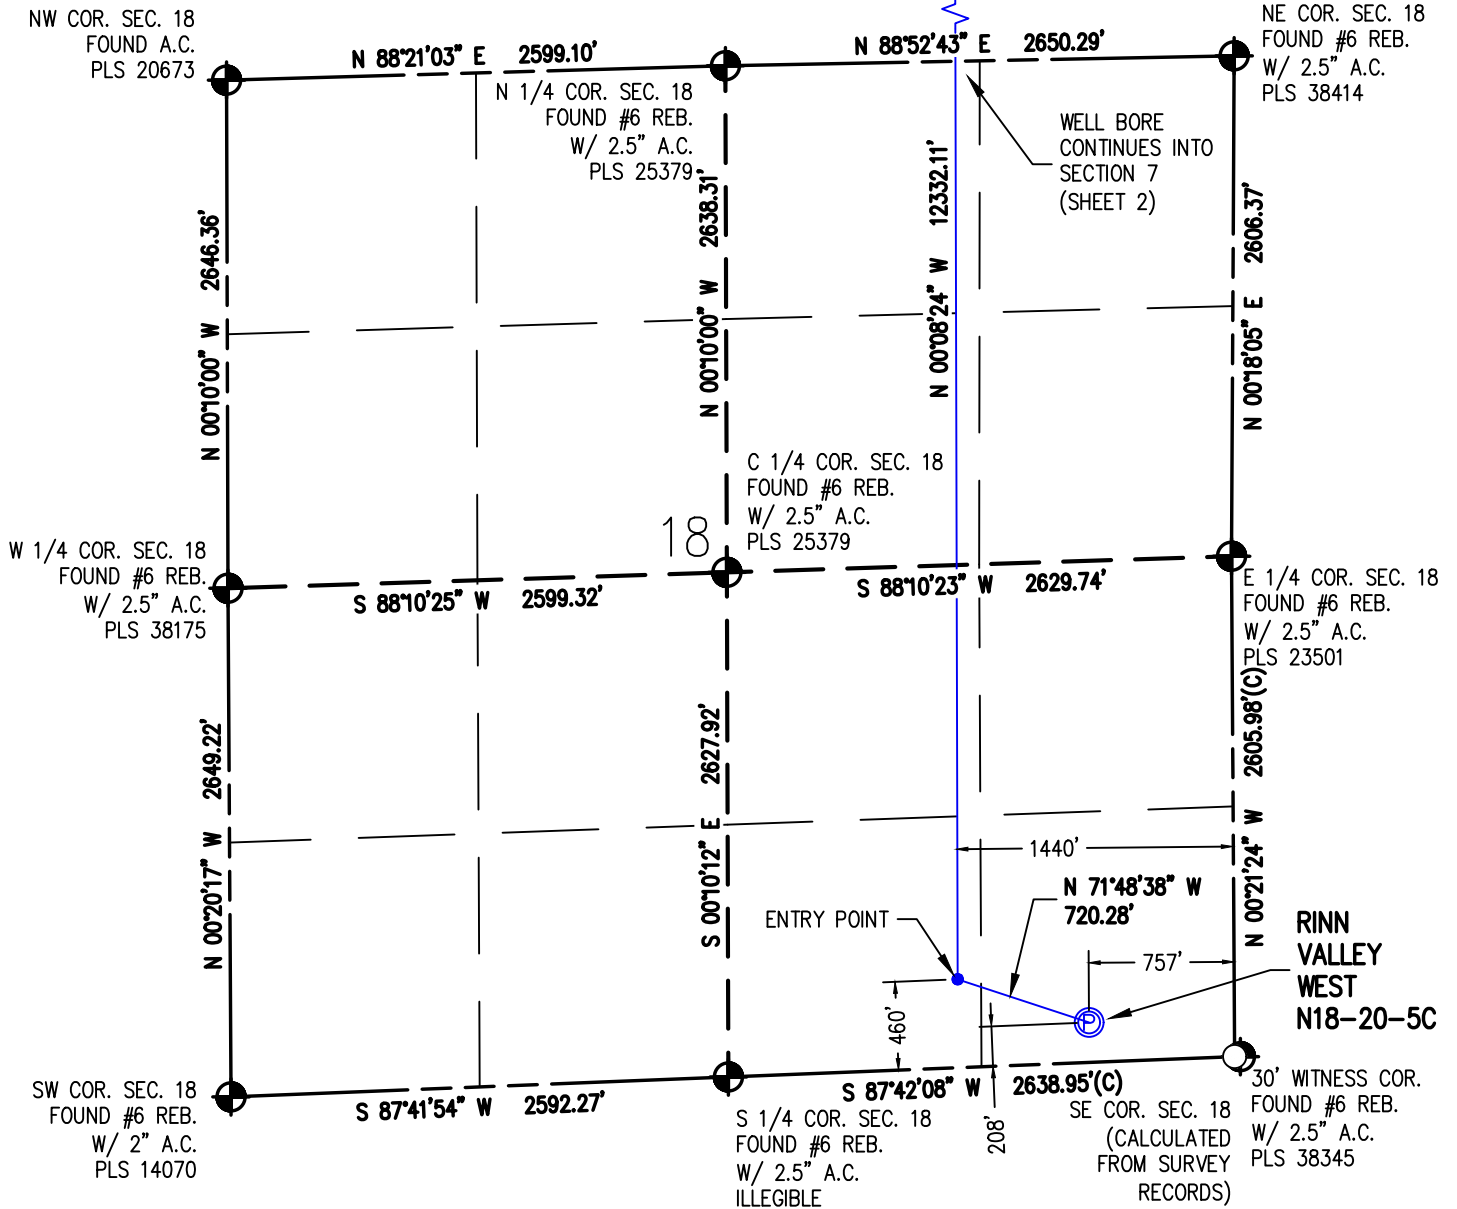 NW COR. SEC. 18
FOUND A.C.
PLS 20673
N 88°21'03" E 2599.10'
N 1/4 COR. SEC. 18
FOUND #6 REB.
W/ 2.5" A.C.
PLS 25379
N 88°52'43" E 2650.29'
NE COR. SEC. 18
FOUND #6 REB.
W/ 2.5" A.C.
PLS 38414
WELL BORE
CONTINUES INTO
SECTION 7
(SHEET 2)
N 00°10'00" W 2646.36'
N 00°10'00" W 2638.31'
N 00°08'24" W 12332.11'
N 00°18'05" E 2606.37'
C 1/4 COR. SEC. 18
FOUND #6 REB.
W/ 2.5" A.C.
PLS 25379
18
W 1/4 COR. SEC. 18
FOUND #6 REB.
W/ 2.5" A.C.
PLS 38175
S 88°10'25" W 2599.32'
S 88°10'23" W 2629.74'
E 1/4 COR. SEC. 18
FOUND #6 REB.
W/ 2.5" A.C.
PLS 23501
N 00°20'17" W 2649.22'
S 00°10'12" E 2627.92'
N 00°21'24" W 2605.98'(C)
1440'
N 71°48'38" W
720.28'
ENTRY POINT
757'
460'
208'
RINN
VALLEY
WEST
N18-20-5C
P
SW COR. SEC. 18
FOUND #6 REB.
W/ 2" A.C.
PLS 14070
S 87°41'54" W 2592.27'
S 1/4 COR. SEC. 18
FOUND #6 REB.
W/ 2.5" A.C.
ILLEGIBLE
S 87°42'08" W 2638.95'(C)
SE COR. SEC. 18
(CALCULATED
FROM SURVEY
RECORDS)
30' WITNESS COR.
FOUND #6 REB.
W/ 2.5" A.C.
PLS 38345